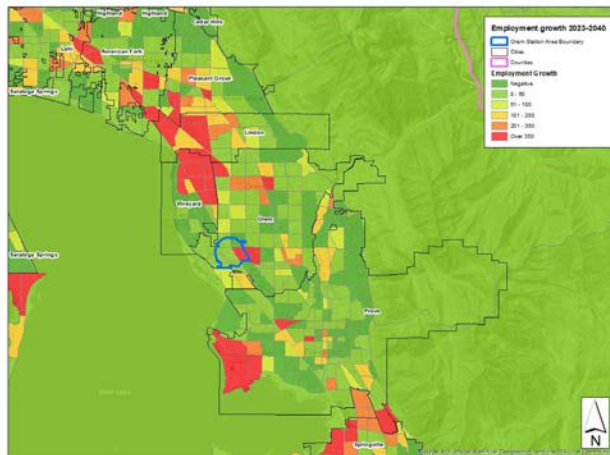 Highland
Highland
Cedar Hills
Lehi
American Fork
Pleasant Grove
Saratoga Springs
Lindon
Vineyard
Orem
Saratoga Springs
Provo
Springville
Employment growth 2023-2040
Orem Station Area Boundary
Cities
Counties
Employment Growth
Negative
0 - 50
51 - 100
101 - 200
201 - 350
Over 350
N